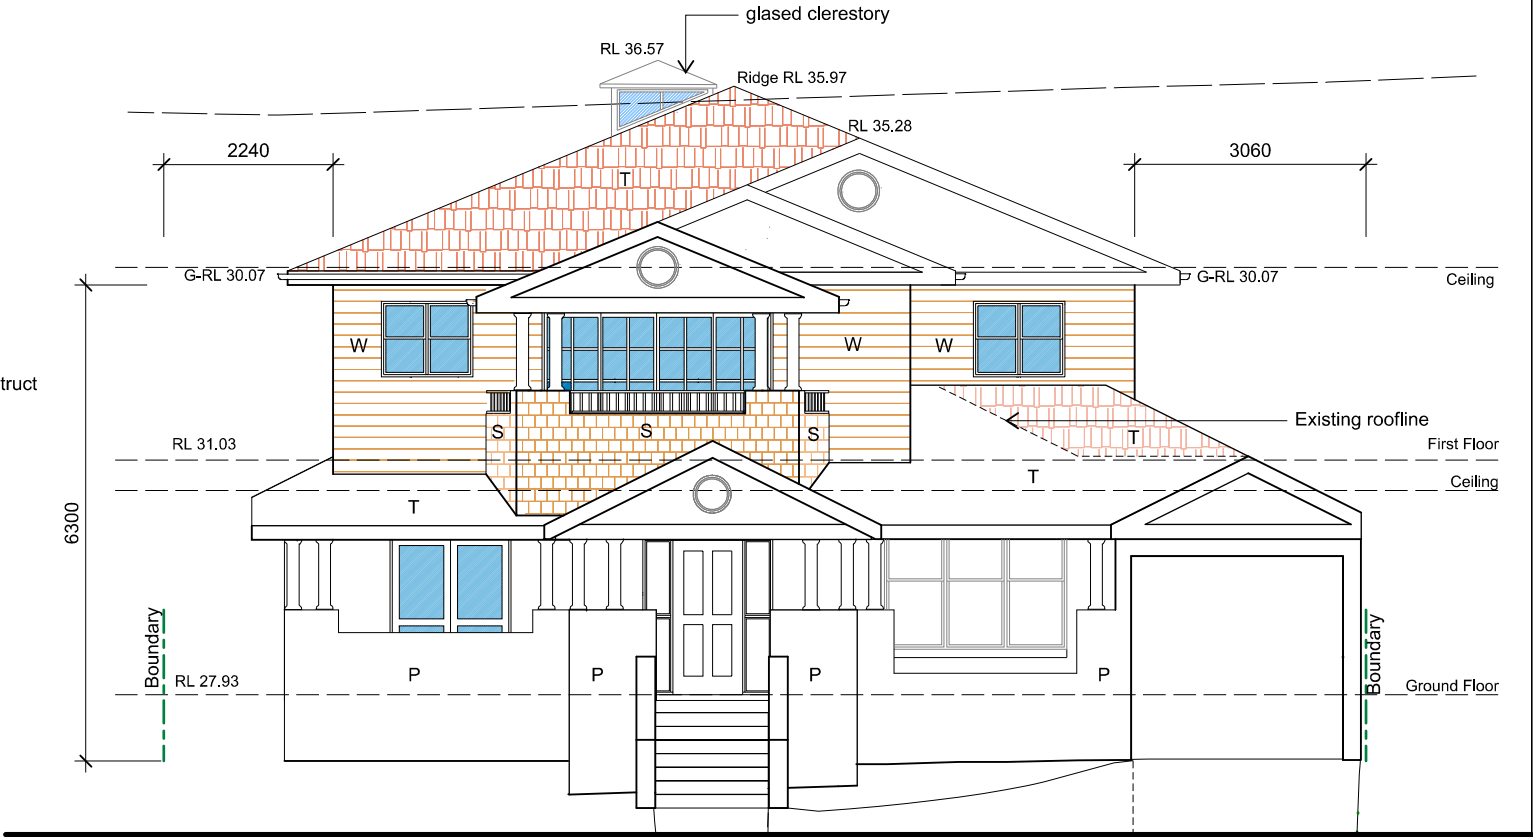 glased clerestory
RL 36.57
Ridge RL 35.97
RL 35.28
2240
3060
T
G-RL 30.07
G-RL 30.07
Ceiling
W
W
W
truct
S
S
S
Existing roofline
T
RL 31.03
First Floor
T
Ceiling
T
6300
Boundary
Boundary
P
P
P
P
RL 27.93
Ground Floor